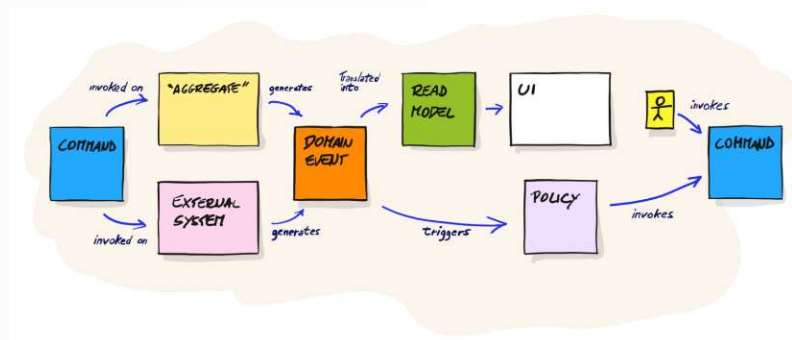 invoked on
"AGGREGATE"
generates
Translated
into
READ
MODEL
UI
invokes
COMMAND
DOMAIN
EVENT
COMMAND
EXTERNAL
SYSTEM
POLICY
invoked on
generates
triggers
invokes